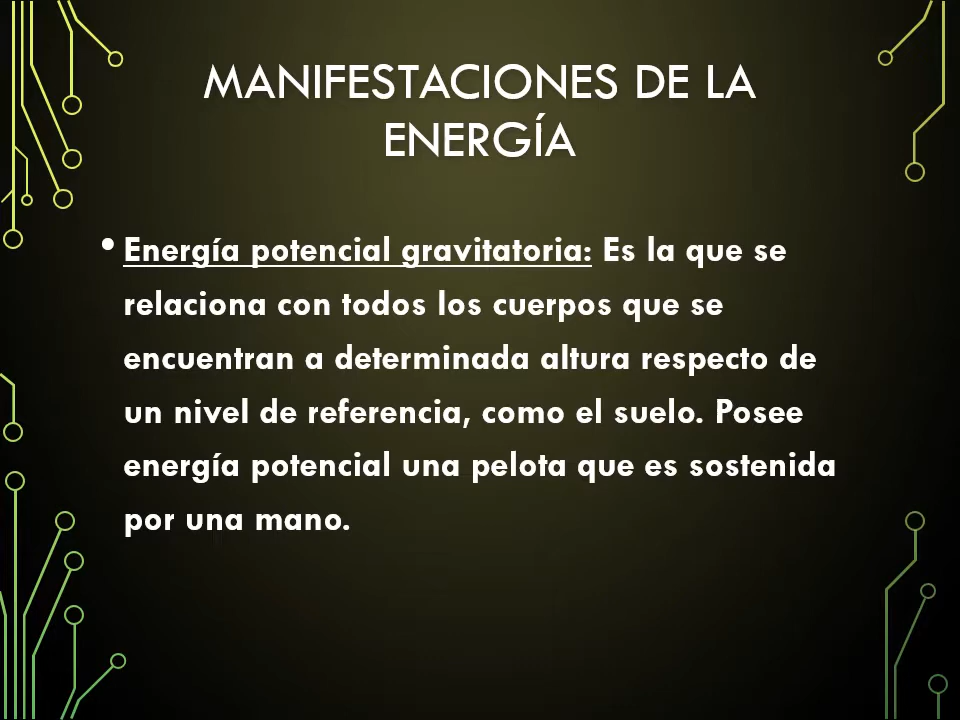 MANIFESTACIONES DE LA
ENERGÍA
• Energía potencial gravitatoria: Es la que se
relaciona con todos los cuerpos que se
encuentran a determinada altura respecto de
un nivel de referencia, como el suelo. Posee
energía potencial una pelota que es sostenida
por una mano.